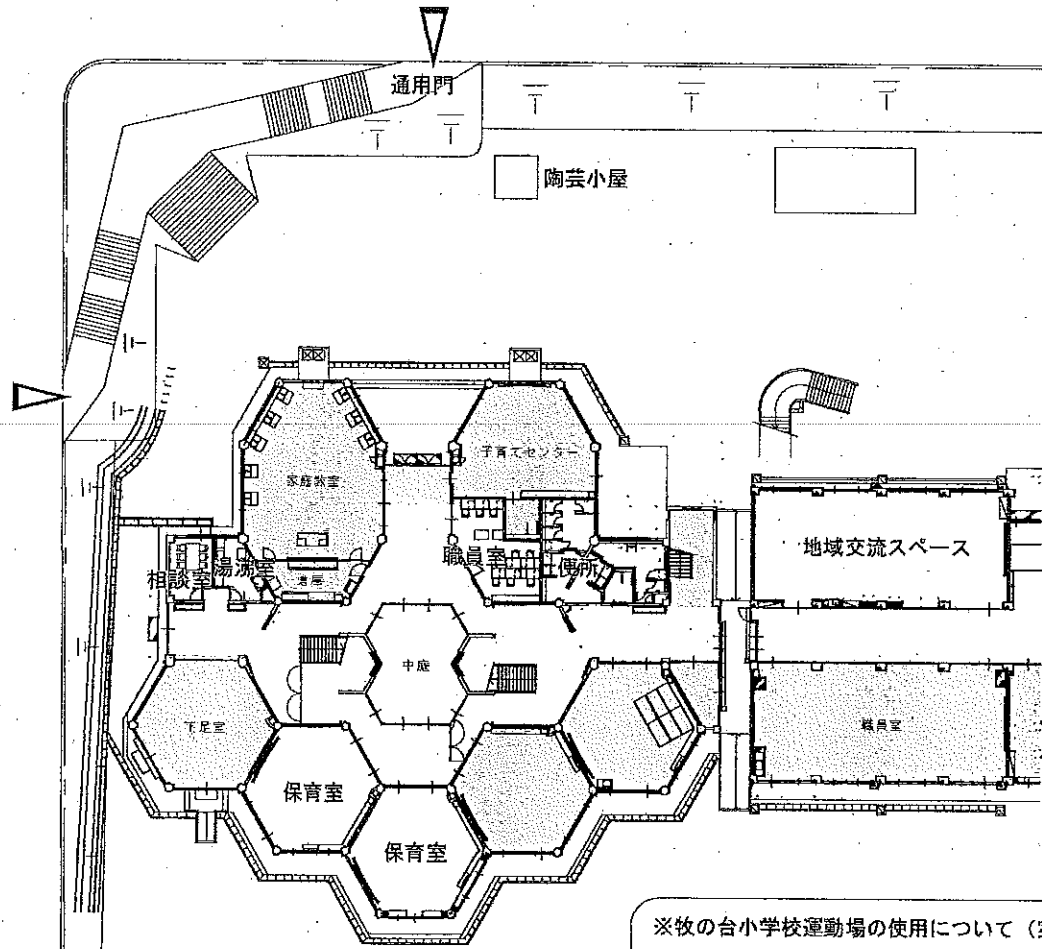 通用門
陶芸小屋
子育てセンター
家庭教室
地域交流スペース
職員室
便所
湯沸室
相談室
倉庫
中庭
職員室
下足室
保育室
保育室
※牧の台小学校運動場の使用について